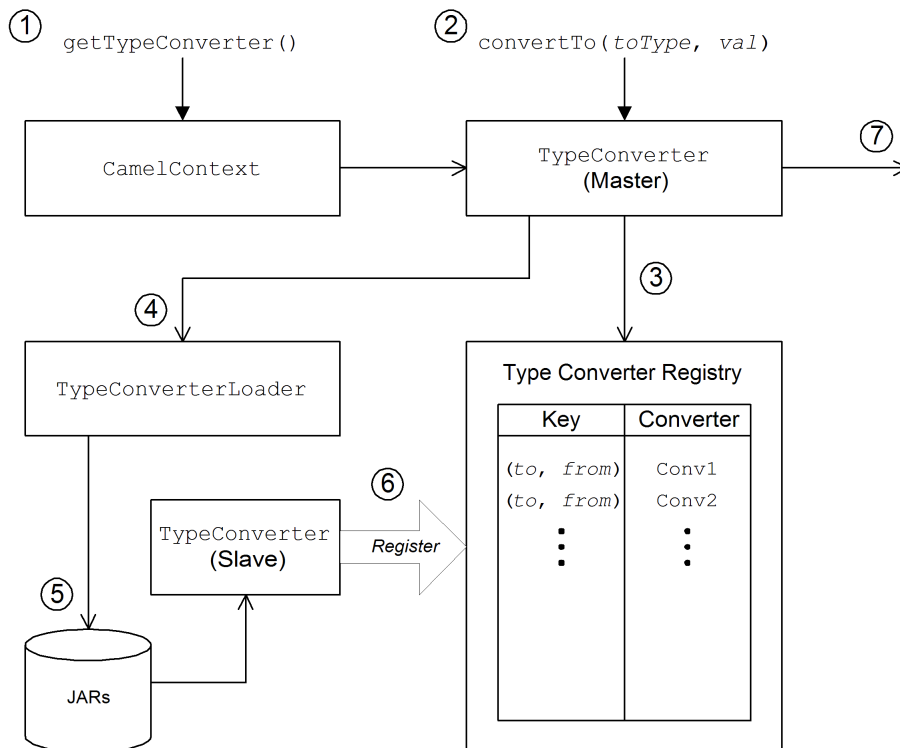 1 2
getTypeConverter() convertTo(toType, val)
CamelContext
TypeConverter
(Master)
7
3
4
TypeConverterLoader
Type Converter Registry
Key Converter
(to, from) Conv1
(to, from) Conv2
6
TypeConverter
(Slave)
Register
5
JARs